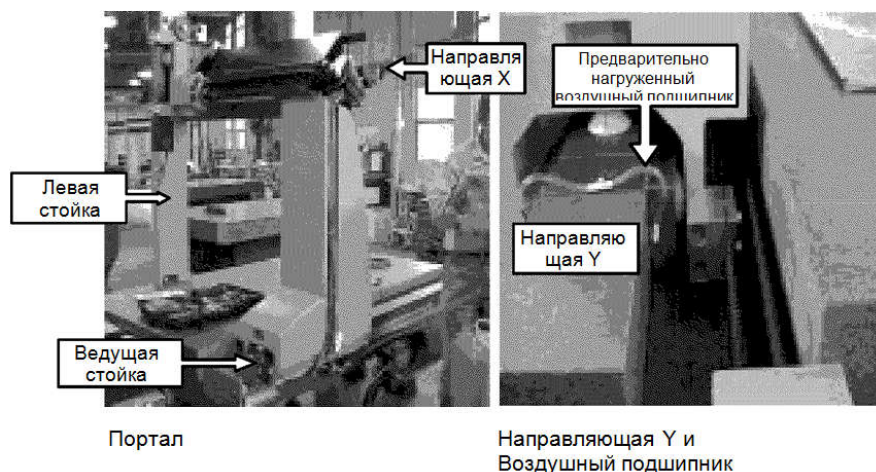 Направля
ющая X
Левая
стойка
Ведущая
стойка
Портал
Предварительно
нагруженный
воздушный подшипник
Направляю
щая Y
Направляющая Y и
Воздушный подшипник